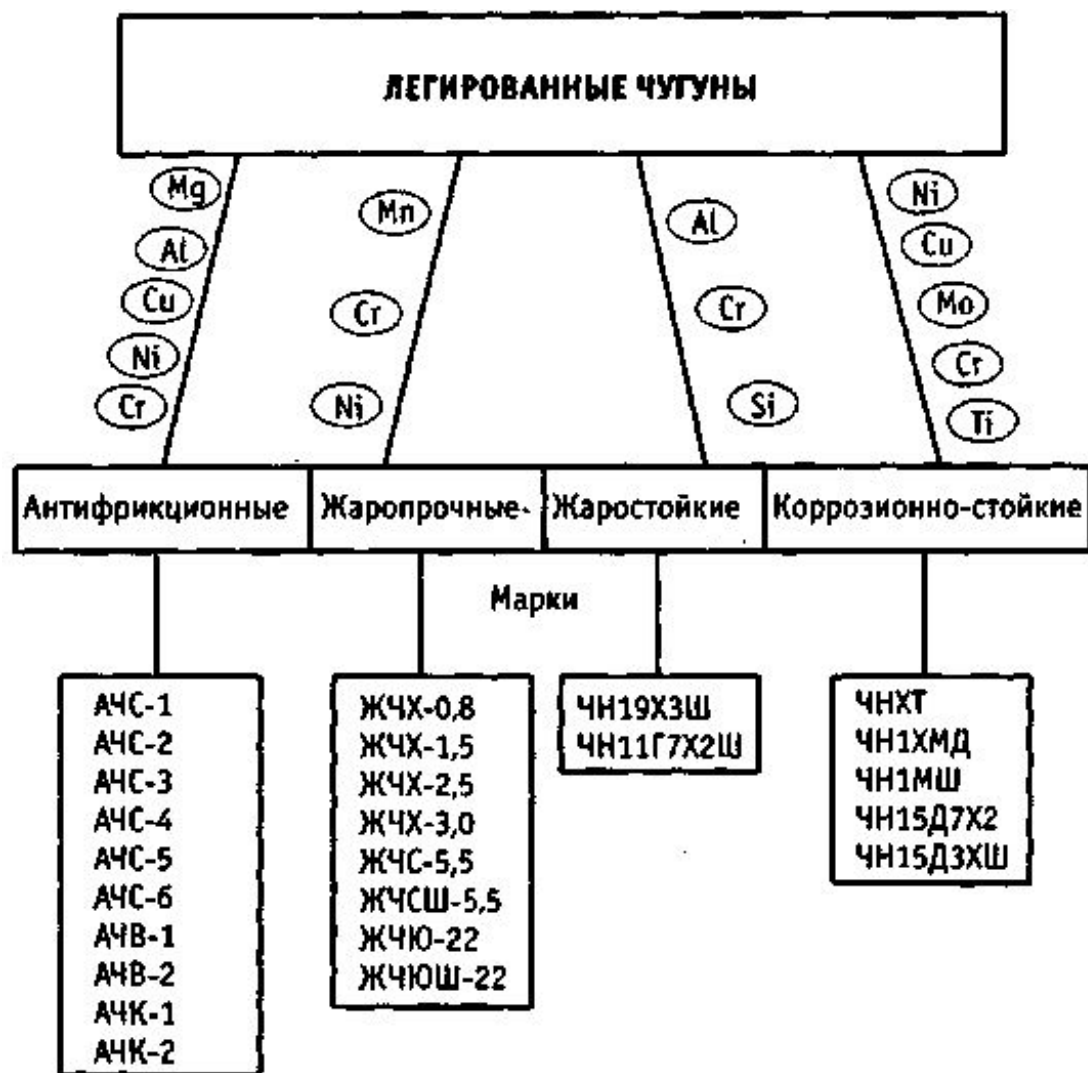 ЛЕГИРОВАННЫЕ ЧУГУНЫ
Mg
Al
Cu
Ni
Cr
Mn
Cr
Ni
Al
Cr
Si
Ni
Cu
Mo
Cr
Ti
Антифрикционные
Жаропрочные
Жаростойкие
Коррозионно-стойкие
Марки
АЧС-1
АЧС-2
АЧС-3
АЧС-4
АЧС-5
АЧС-6
АЧВ-1
АЧВ-2
АЧК-1
АЧК-2
ЖЧХ-0,8
ЖЧХ-1,5
ЖЧХ-2,5
ЖЧХ-3,0
ЖЧС-5,5
ЖЧСШ-5,5
ЖЧЮ-22
ЖЧЮШ-22
ЧН19Х3Ш
ЧН11Г7Х2Ш
ЧНХТ
ЧН1ХМД
ЧН1МШ
ЧН15Д7Х2
ЧН15Д3ХШ